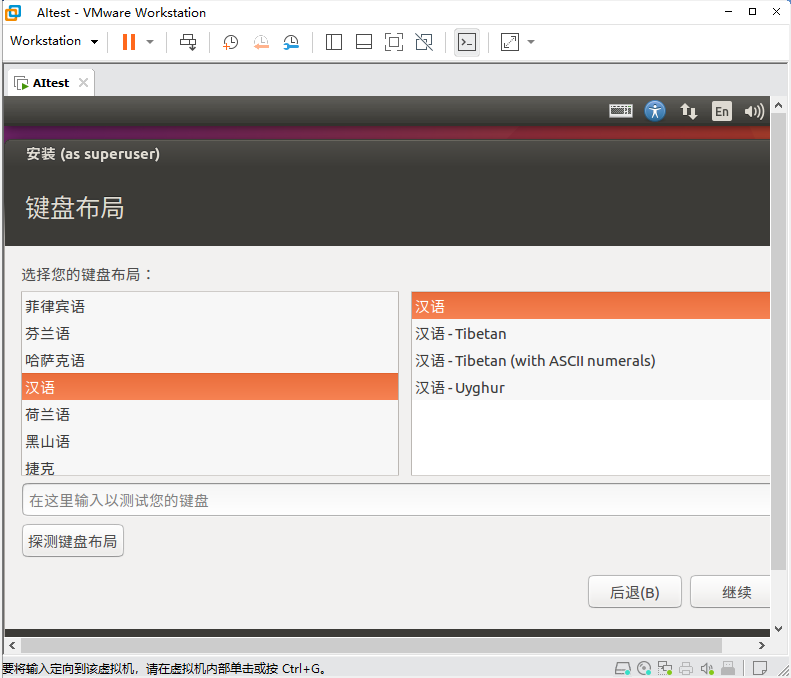 AItest - VMware Workstation
Workstation
AItest
En
安装 (as superuser)
键盘布局
选择您的键盘布局：
菲律宾语
芬兰语
哈萨克语
汉语
荷兰语
黑山语
捷克
汉语
汉语 - Tibetan
汉语 - Tibetan (with ASCII numerals)
汉语 - Uyghur
在这里输入以测试您的键盘
探测键盘布局
后退(B)
继续
要将输入定向到该虚拟机，请在虚拟机内部单击或按 Ctrl+G。